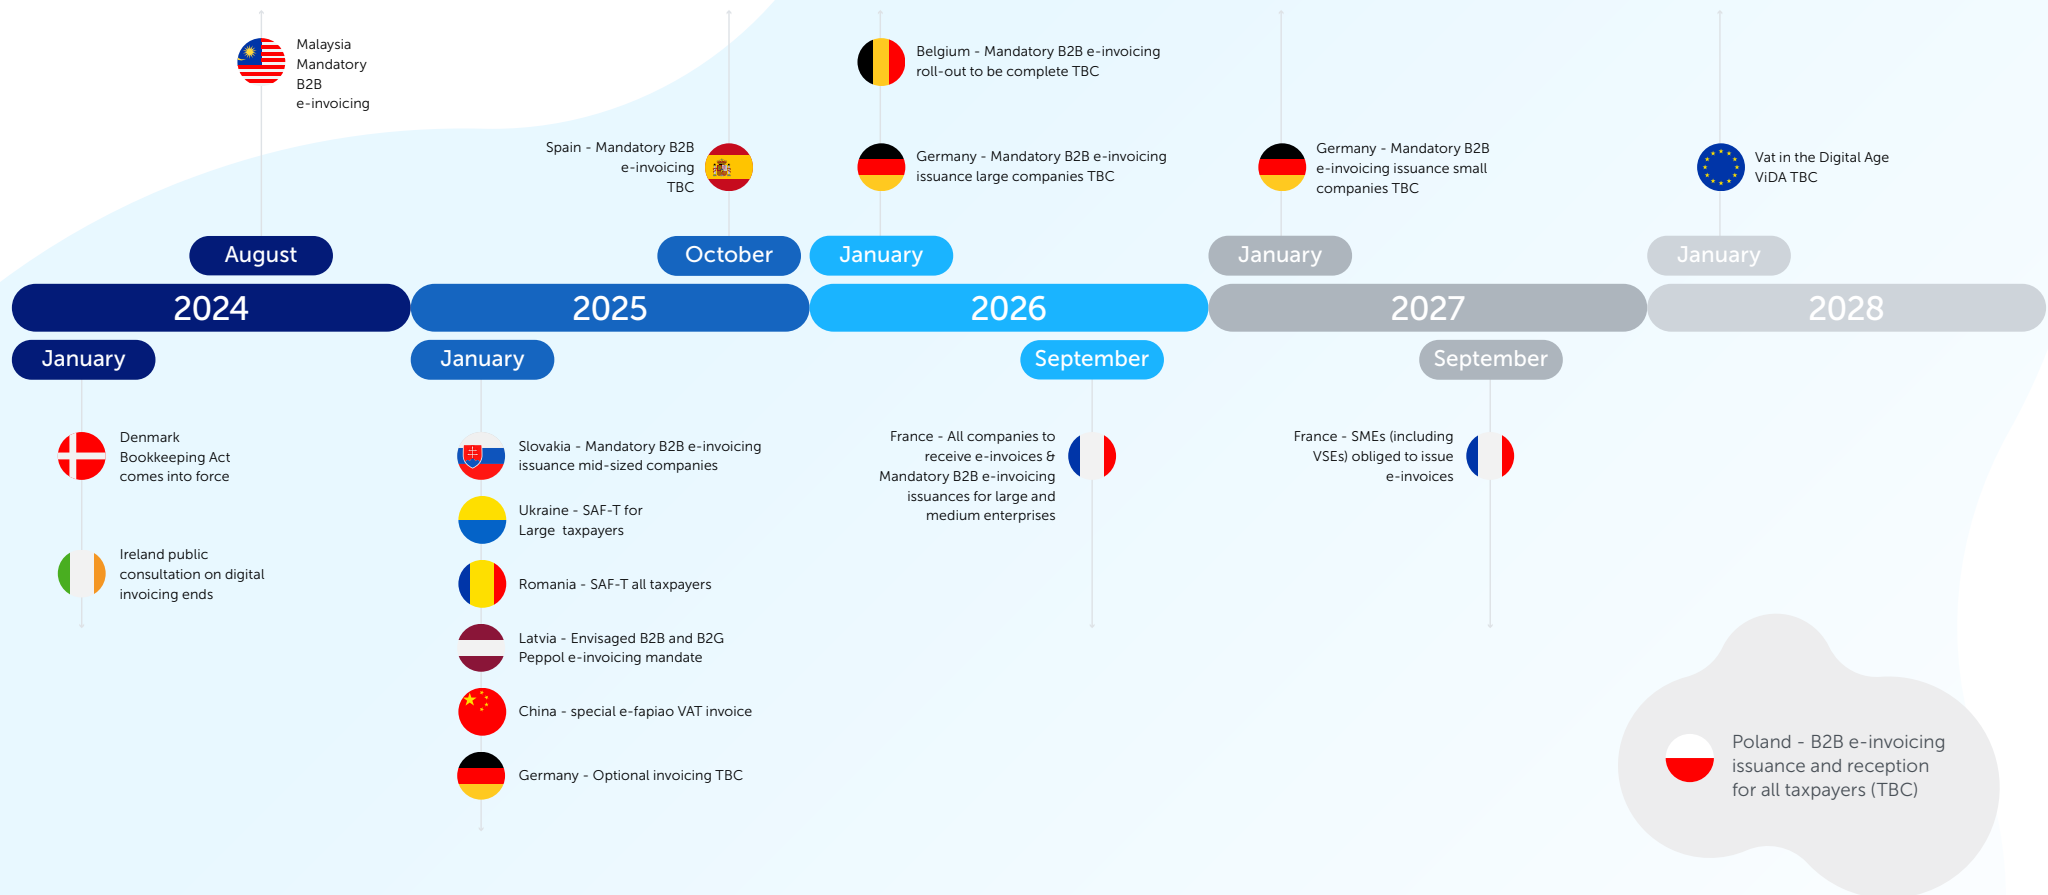 Malaysia
Mandatory
B2B
e-invoicing
Spain - Mandatory B2B
e-invoicing
TBC
Belgium - Mandatory B2B e-invoicing
roll-out to be complete TBC
Germany - Mandatory B2B e-invoicing
issuance large companies TBC
Germany - Mandatory B2B
e-invoicing issuance small
companies TBC
Vat in the Digital Age
ViDA TBC
August
October
January
January
January
2024
2025
2026
2027
2028
January
January
September
September
Denmark
Bookkeeping Act
comes into force
Ireland public
consultation on digital
invoicing ends
Slovakia - Mandatory B2B e-invoicing
issuance mid-sized companies
Ukraine - SAF-T for
Large  taxpayers
Romania - SAF-T all taxpayers
Latvia - Envisaged B2B and B2G
Peppol e-invoicing mandate
China - special e-fapiao VAT invoice
Germany - Optional invoicing TBC
France - All companies to
receive e-invoices &
Mandatory B2B e-invoicing
issuances for large and
medium enterprises
France - SMEs (including
VSEs) obliged to issue
e-invoices
Poland - B2B e-invoicing
issuance and reception
for all taxpayers (TBC)